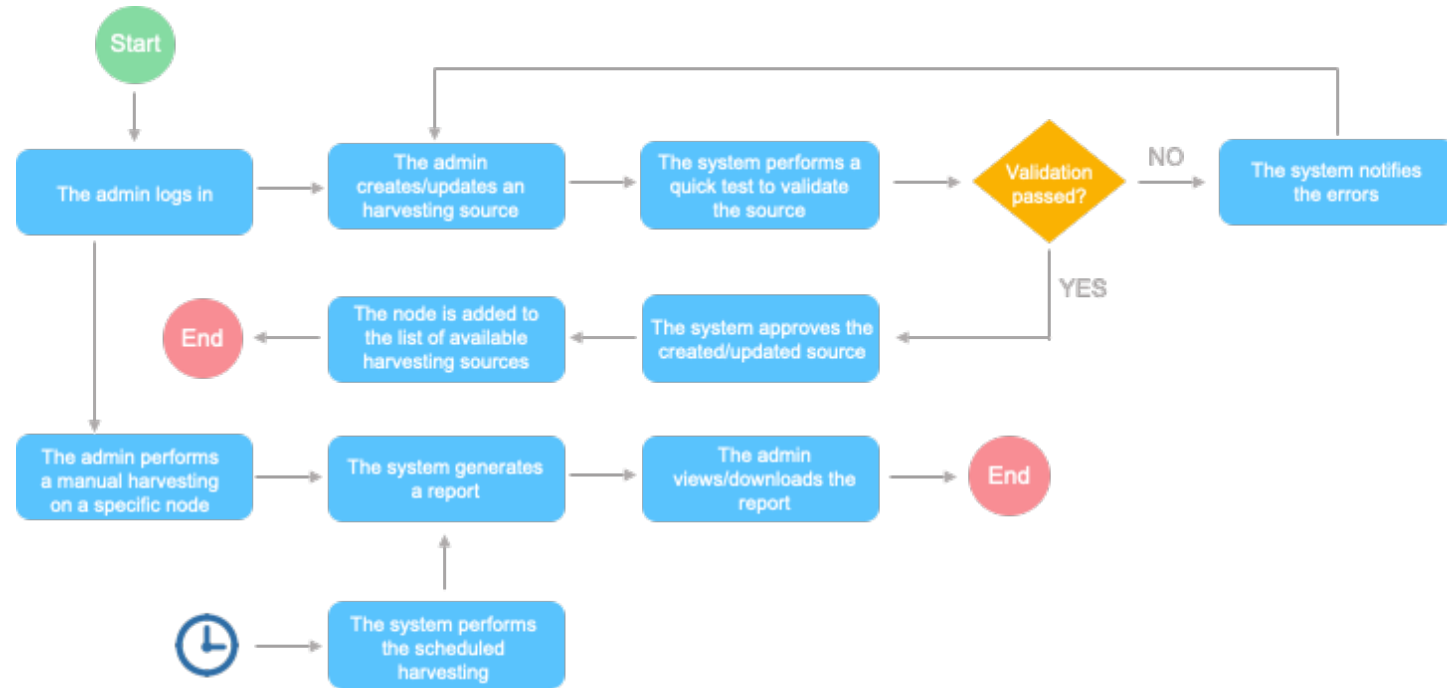 Start
The admin logs in
The admin
creates/updates an
harvesting source
The system performs a
quick test to validate
the source
Validation
passed?
NO
The system notifies
the errors
YES
End
The node is added to
the list of available
harvesting sources
The system approves the
created/updated source
The admin performs
a manual harvesting
on a specific node
The system generates
a report
The admin
views/downloads the
report
End
The system performs
the scheduled
harvesting